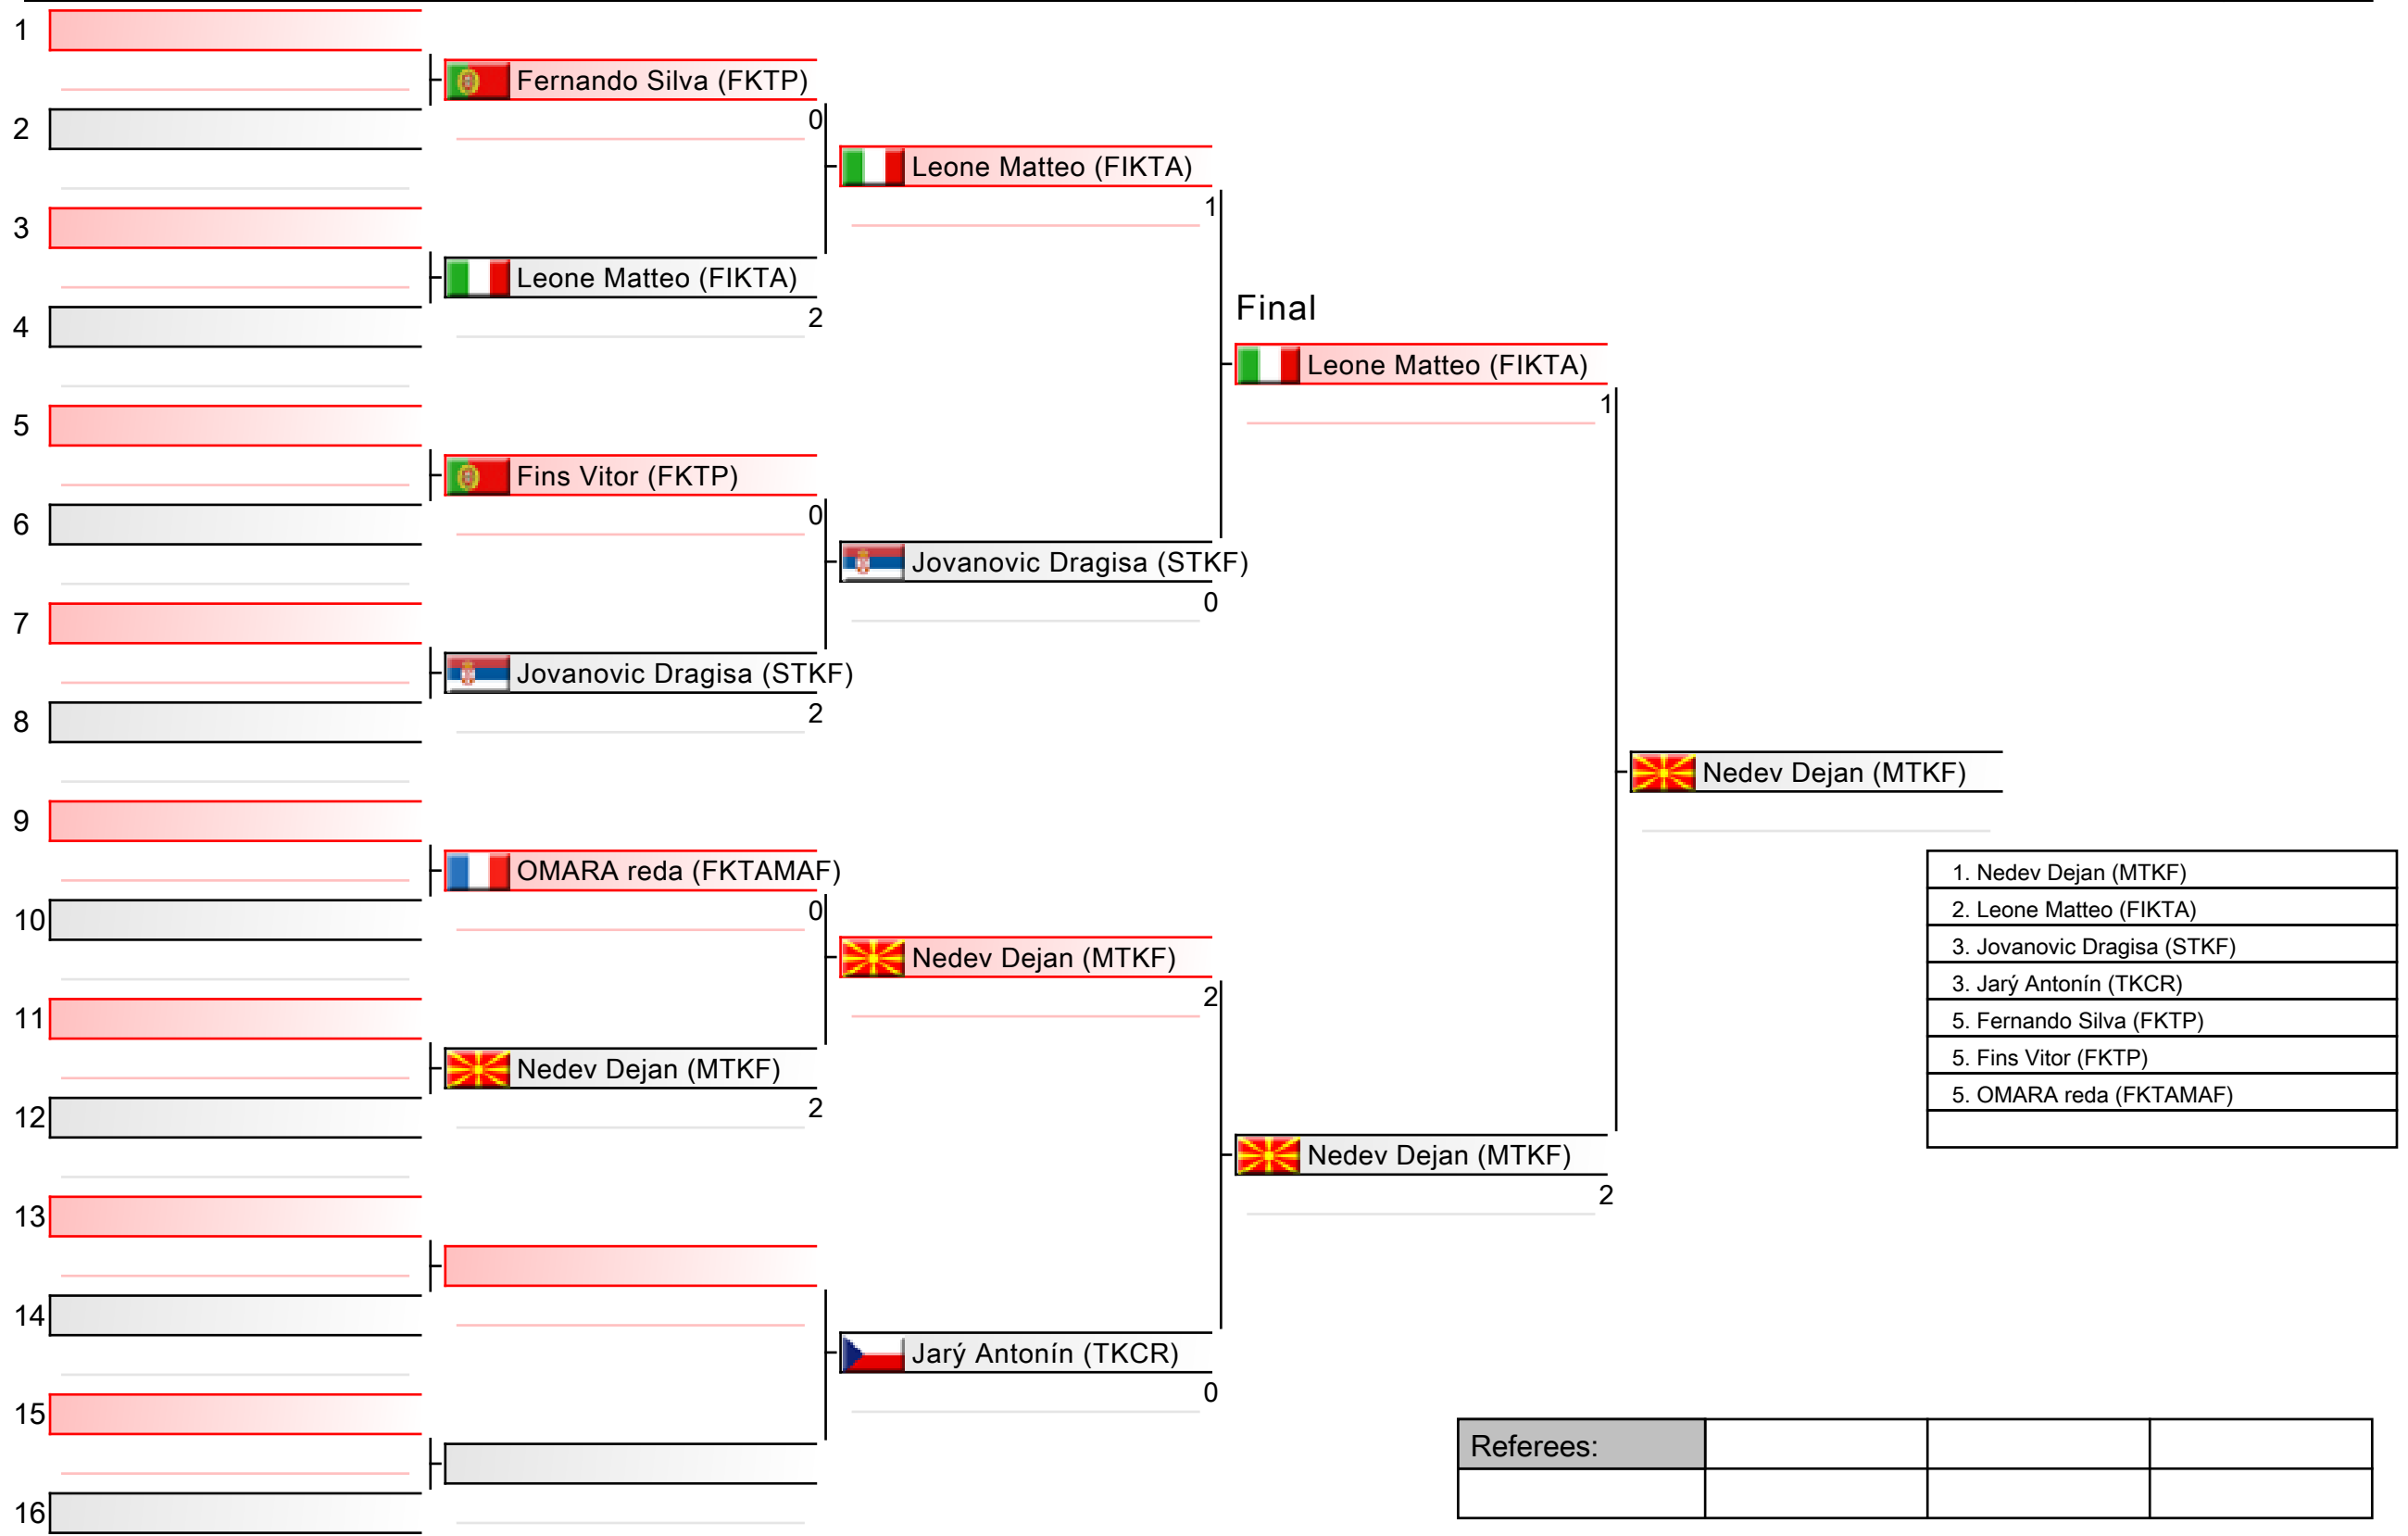 1
Fernando Silva (FKTP)
0
2
Leone Matteo (FIKTA)
1
3
Leone Matteo (FIKTA)
2
4
Final
Leone Matteo (FIKTA)
1
5
Fins Vitor (FKTP)
0
6
Jovanovic Dragisa (STKF)
0
7
Jovanovic Dragisa (STKF)
2
8
Nedev Dejan (MTKF)
9
OMARA reda (FKTAMAF)
0
10
Nedev Dejan (MTKF)
2
11
Nedev Dejan (MTKF)
2
12
Nedev Dejan (MTKF)
2
13
14
Jarý Antonín (TKCR)
0
15
16
1. Nedev Dejan (MTKF)
2. Leone Matteo (FIKTA)
3. Jovanovic Dragisa (STKF)
3. Jarý Antonín (TKCR)
5. Fernando Silva (FKTP)
5. Fins Vitor (FKTP)
5. OMARA reda (FKTAMAF)
Referees: